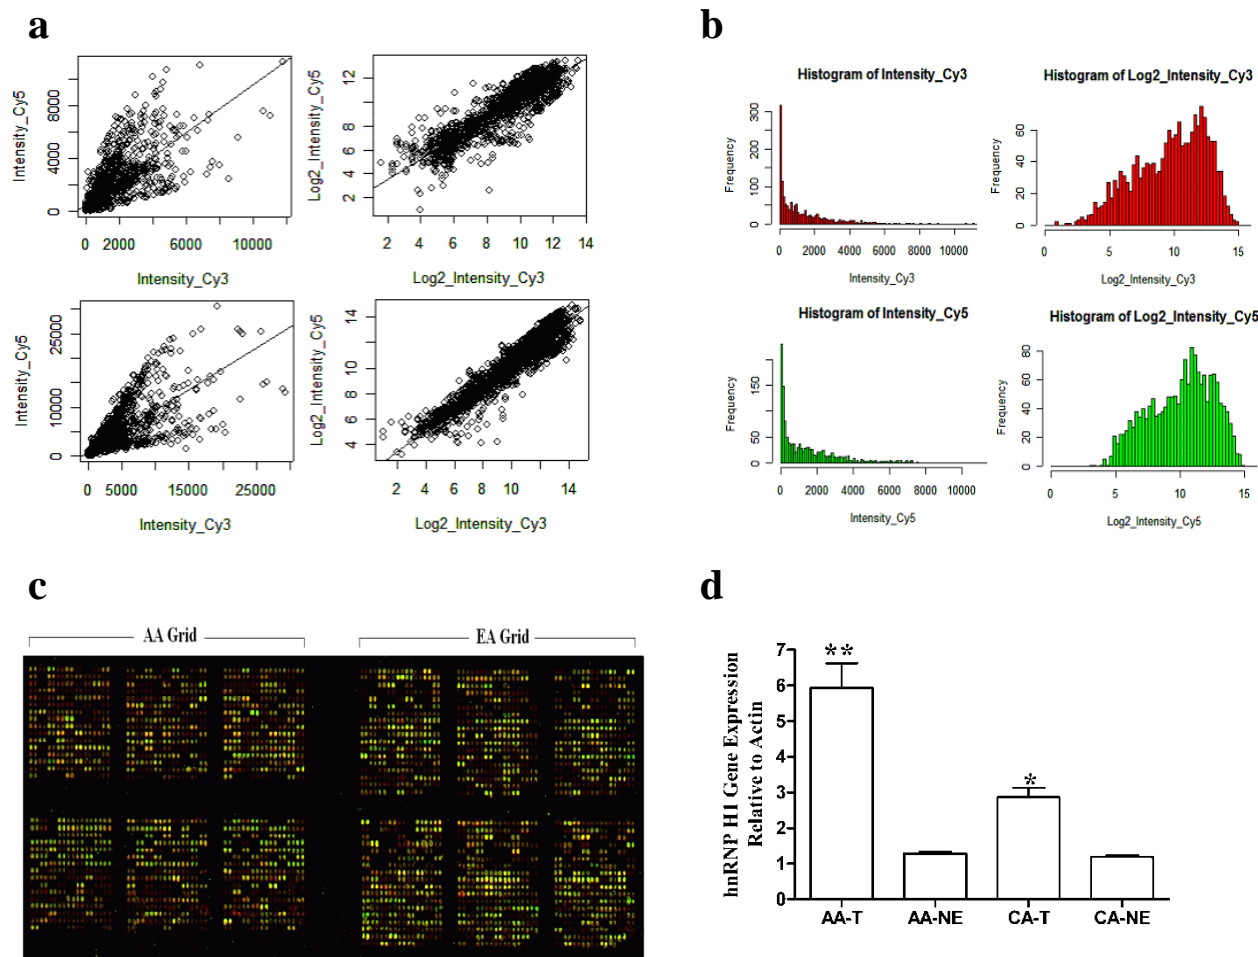 a
Intensity_Cy5
0 4000 8000
0 2000 6000 10000
Intensity_Cy3
Log2_Intensity_Cy5
2 4 6 8 12
2 4 6 8 10 12 14
Log2_Intensity_Cy3
Intensity_Cy5
0 10000 25000
0 5000 15000 25000
Intensity_Cy3
Log2_Intensity_Cy5
4 6 8 10 14
2 4 6 8 10 14
Log2_Intensity_Cy3
b
Histogram of Intensity_Cy3
Frequency
0 50 100 200 300
0 2000 4000 6000 8000 10000
Intensity_Cy3
Histogram of Log2_Intensity_Cy3
Frequency
0 20 40 60
0 5 10 15
Log2_Intensity_Cy3
Histogram of Intensity_Cy5
Frequency
0 50 150
0 2000 4000 6000 8000 10000
Intensity_Cy5
Histogram of Log2_Intensity_Cy5
Frequency
0 20 40 60 80
0 5 10 15
Log2_Intensity_Cy5
c
AA Grid
EA Grid
d
hnRNP H1 Gene Expression
Relative to Actin
7
6
5
4
3
2
1
0
**
*
AA-T AA-NE CA-T CA-NE